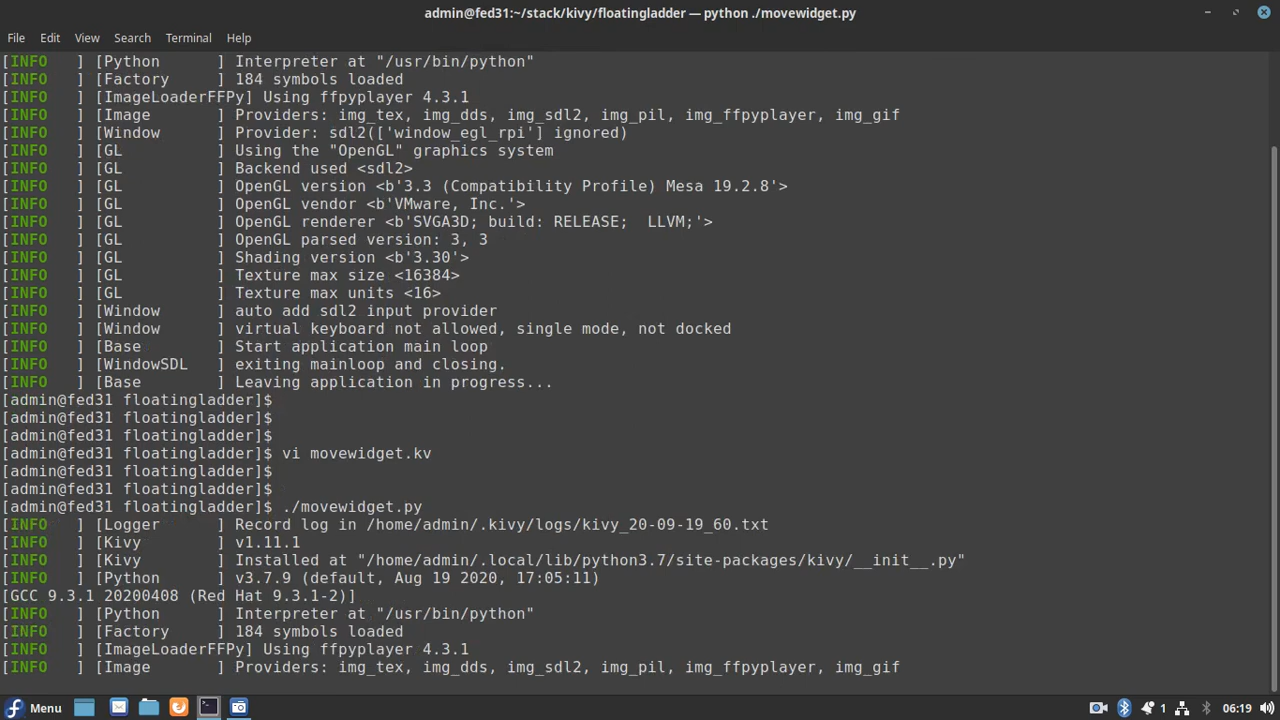 admin@fed31:~/stack/kivy/floatingladder — python ./movewidget.py
File Edit View Search Terminal Help
[INFO   ] [Python      ] Interpreter at "/usr/bin/python"
[INFO   ] [Factory     ] 184 symbols loaded
[INFO   ] [ImageLoaderFFPy] Using ffpyplayer 4.3.1
[INFO   ] [Image       ] Providers: img_tex, img_dds, img_sdl2, img_pil, img_ffpyplayer, img_gif
[INFO   ] [Window      ] Provider: sdl2(['window_egl_rpi'] ignored)
[INFO   ] [GL          ] Using the "OpenGL" graphics system
[INFO   ] [GL          ] Backend used <sdl2>
[INFO   ] [GL          ] OpenGL version <b'3.3 (Compatibility Profile) Mesa 19.2.8'>
[INFO   ] [GL          ] OpenGL vendor <b'VMware, Inc.'>
[INFO   ] [GL          ] OpenGL renderer <b'SVGA3D; build: RELEASE;  LLVM;'>
[INFO   ] [GL          ] OpenGL parsed version: 3, 3
[INFO   ] [GL          ] Shading version <b'3.30'>
[INFO   ] [GL          ] Texture max size <16384>
[INFO   ] [GL          ] Texture max units <16>
[INFO   ] [Window      ] auto add sdl2 input provider
[INFO   ] [Window      ] virtual keyboard not allowed, single mode, not docked
[INFO   ] [Base        ] Start application main loop
[INFO   ] [WindowSDL   ] exiting mainloop and closing.
[INFO   ] [Base        ] Leaving application in progress...
[admin@fed31 floatingladder]$
[admin@fed31 floatingladder]$
[admin@fed31 floatingladder]$
[admin@fed31 floatingladder]$ vi movewidget.kv
[admin@fed31 floatingladder]$
[admin@fed31 floatingladder]$
[admin@fed31 floatingladder]$ ./movewidget.py
[INFO   ] [Logger      ] Record log in /home/admin/.kivy/logs/kivy_20-09-19_60.txt
[INFO   ] [Kivy        ] v1.11.1
[INFO   ] [Kivy        ] Installed at "/home/admin/.local/lib/python3.7/site-packages/kivy/__init__.py"
[INFO   ] [Python      ] v3.7.9 (default, Aug 19 2020, 17:05:11)
[GCC 9.3.1 20200408 (Red Hat 9.3.1-2)]
[INFO   ] [Python      ] Interpreter at "/usr/bin/python"
[INFO   ] [Factory     ] 184 symbols loaded
[INFO   ] [ImageLoaderFFPy] Using ffpyplayer 4.3.1
[INFO   ] [Image       ] Providers: img_tex, img_dds, img_sdl2, img_pil, img_ffpyplayer, img_gif
Menu 1 06:19